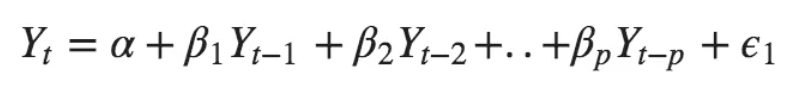 Yₜ = α + β₁Yₜ₋₁ + β₂Yₜ₋₂+..+βₚYₜ₋ₚ + ϵ₁